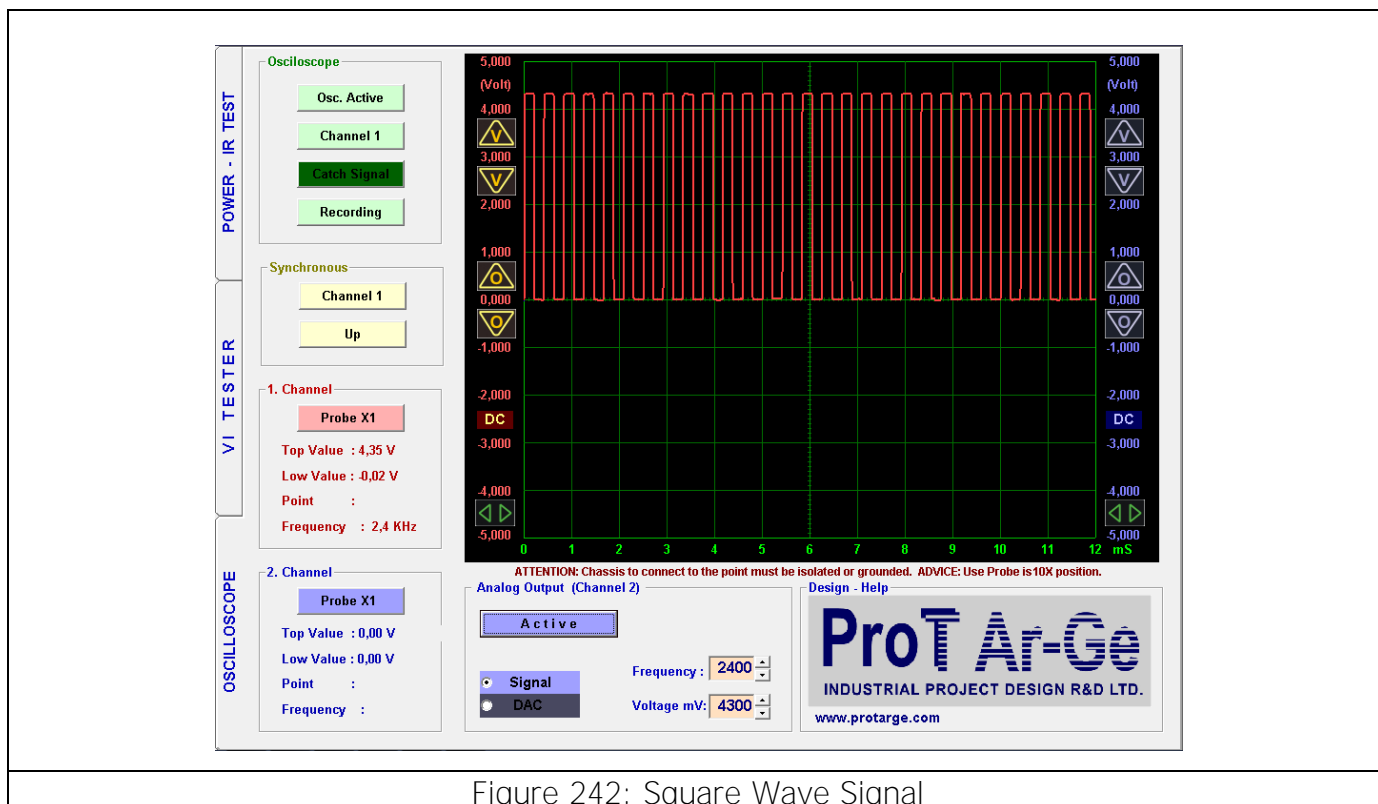 POWER - IR TEST
VI TESTER
OSCILLOSCOPE
Osciloscope
Osc. Active
Channel 1
Catch Signal
Recording
Synchronous
Channel 1
Up
1. Channel
Probe X1
Top Value : 4,35 V
Low Value : -0,02 V
Point :
Frequency : 2,4 KHz
2. Channel
Probe X1
Top Value : 0,00 V
Low Value : 0,00 V
Point :
Frequency :
5,000
(Volt)
4,000
V
3,000
V
2,000
1,000
O
0,000
O
-1,000
-2,000
DC
-3,000
-4,000
-5,000
0 1 2 3 4 5 6 7 8 9 10 11 12 mS
5,000
(Volt)
4,000
V
3,000
V
2,000
1,000
O
0,000
O
-1,000
-2,000
DC
-3,000
-4,000
-5,000
ATTENTION: Chassis to connect to the point must be isolated or grounded. ADVICE: Use Probe is10X position.
Analog Output (Channel 2)
Active
Signal
DAC
Frequency : 2400
Voltage mV: 4300
Design - Help
ProT Ar-Ge
INDUSTRIAL PROJECT DESIGN R&D LTD.
www.protarge.com
Figure 242: Square Wave Signal